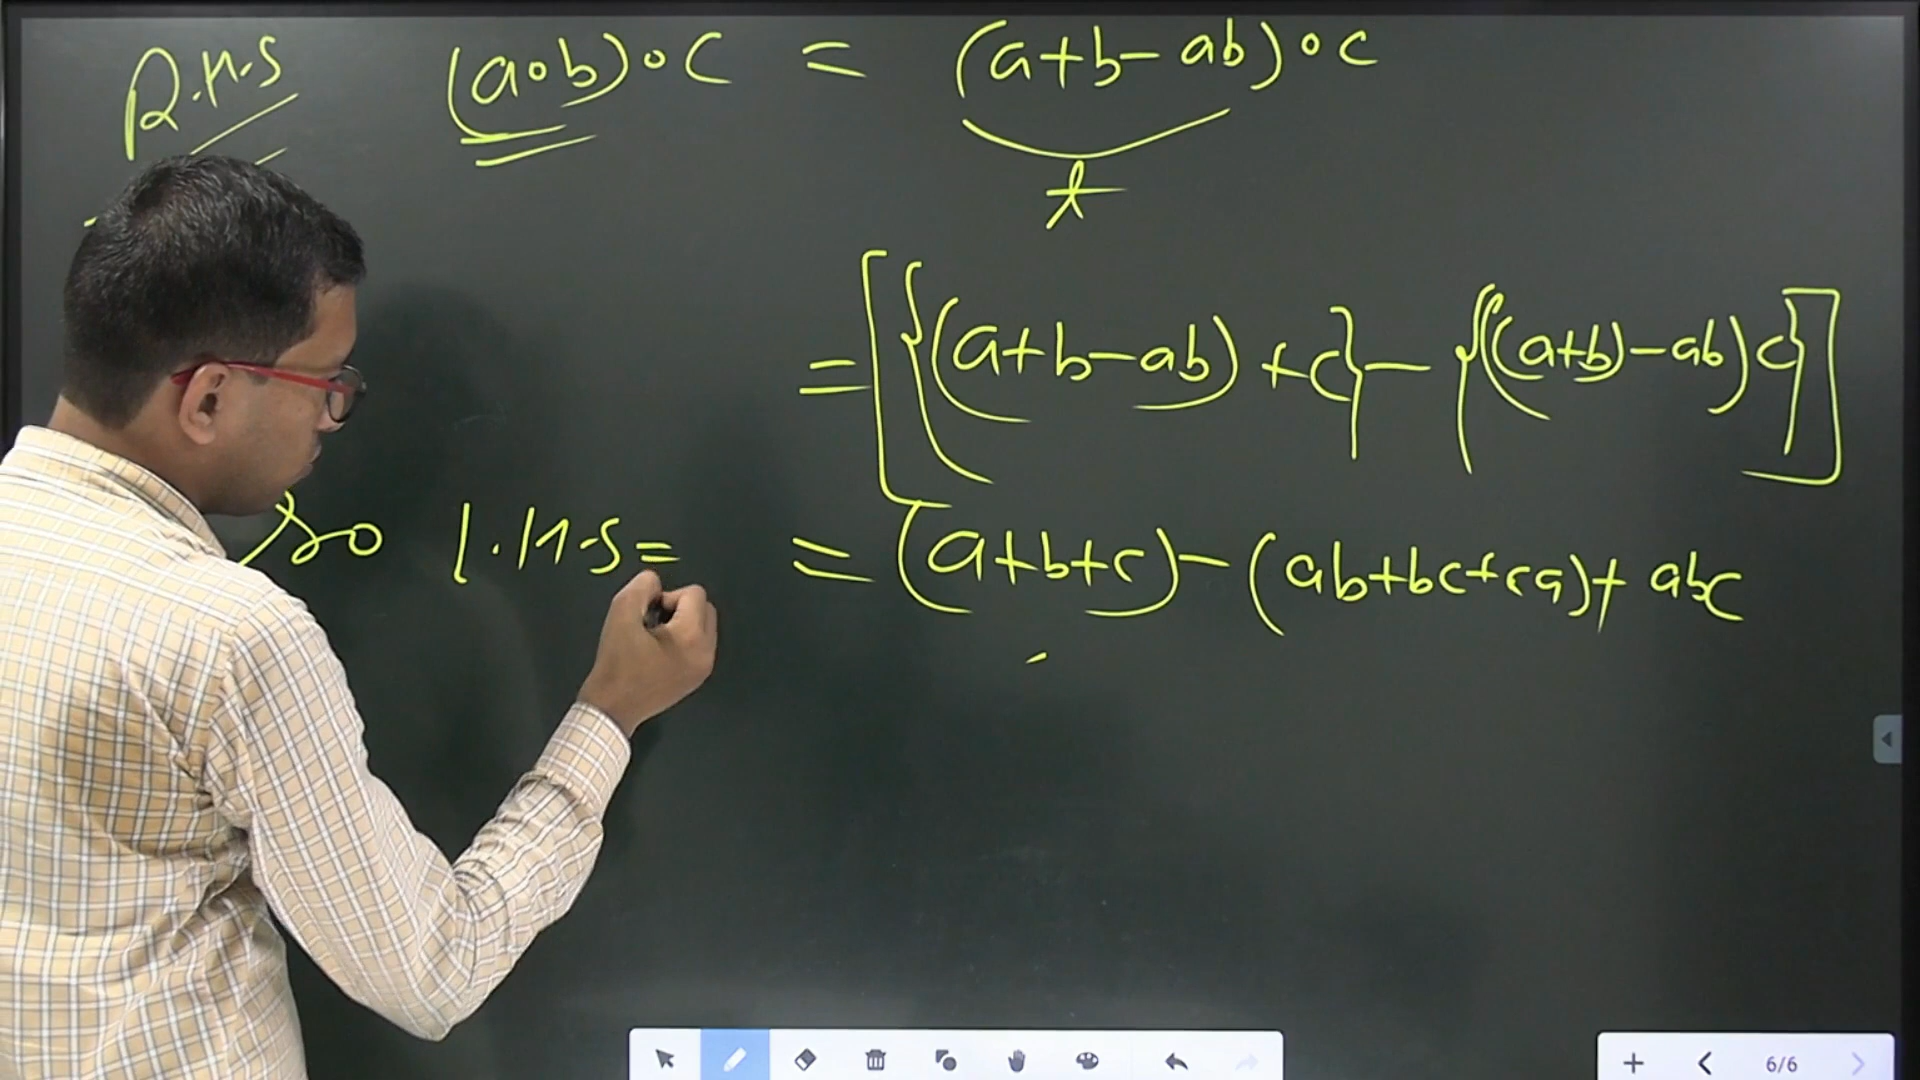 R.H.S (a∘b)∘c = (a+b-ab)∘c
= [{(a+b-ab)+c}-{((a+b)-ab)c}]
so L.H.S= = (a+b+c)-(ab+bc+ca)+abc
6/6